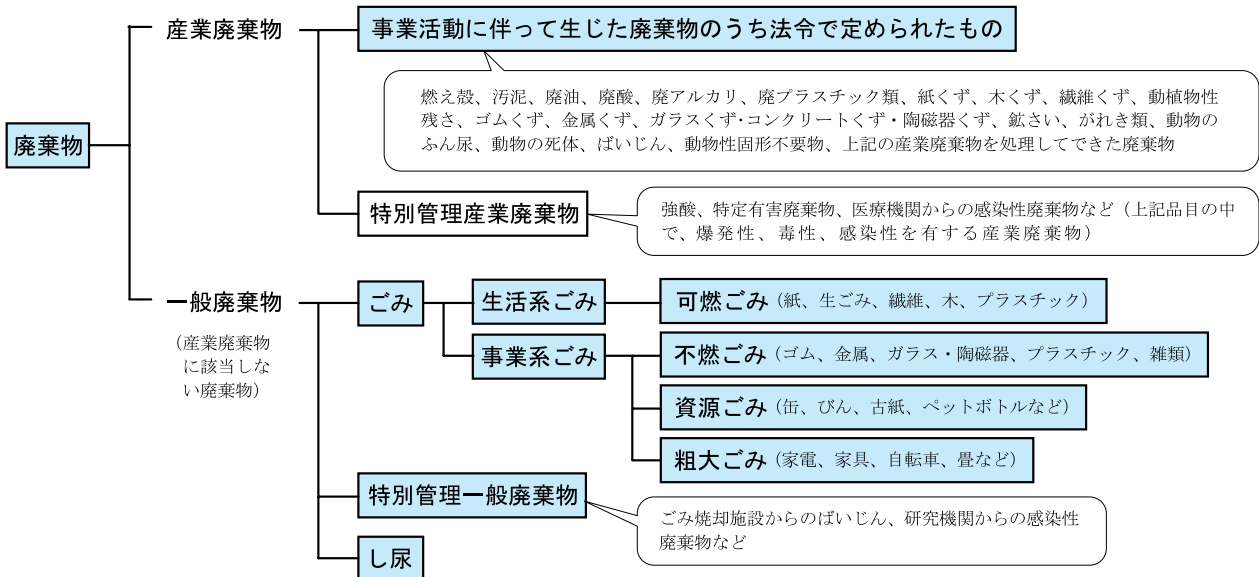 廃棄物
産業廃棄物
事業活動に伴って生じた廃棄物のうち法令で定められたもの
燃え殻、汚泥、廃油、廃酸、廃アルカリ、廃プラスチック類、紙くず、木くず、繊維くず、動植物性
残さ、ゴムくず、金属くず、ガラスくず・コンクリートくず・陶磁器くず、鉱さい、がれき類、動物の
ふん尿、動物の死体、ばいじん、動物性固形不要物、上記の産業廃棄物を処理してできた廃棄物
特別管理産業廃棄物
強酸、特定有害廃棄物、医療機関からの感染性廃棄物など（上記品目の中
で、爆発性、毒性、感染性を有する産業廃棄物）
一般廃棄物
（産業廃棄物
に該当しな
い廃棄物）
ごみ
生活系ごみ
可燃ごみ（紙、生ごみ、繊維、木、プラスチック）
事業系ごみ
不燃ごみ（ゴム、金属、ガラス・陶磁器、プラスチック、雑類）
資源ごみ（缶、びん、古紙、ペットボトルなど）
粗大ごみ（家電、家具、自転車、畳など）
特別管理一般廃棄物
ごみ焼却施設からのばいじん、研究機関からの感染性
廃棄物など
し尿